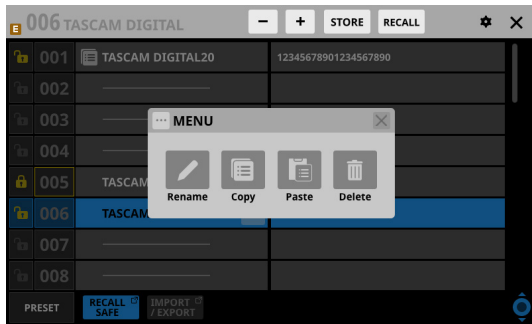 E 006 TASCAM DIGITAL − + STORE RECALL
001 TASCAM DIGITAL20 12345678901234567890
002
003
··· MENU
004
005 TASCAM
Rename Copy Paste Delete
006 TASCAM
007
008
PRESET RECALL SAFE IMPORT / EXPORT